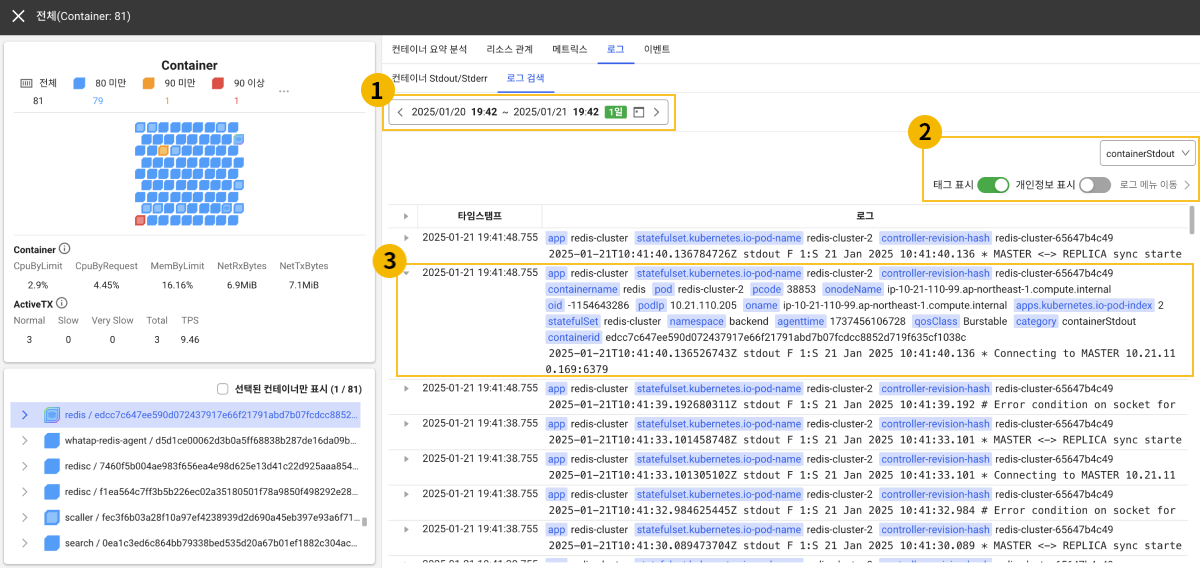 전체(Container: 81)
Container
전체 80 미만 90 미만 90 이상 ...
81 79 1 1
Container
CpuByLimit CpuByRequest MemByLimit NetRxBytes NetTxBytes
2.9% 4.45% 16.16% 6.9MiB 7.1MiB
ActiveTX
Normal Slow Very Slow Total TPS
3 0 0 3 9.46
선택된 컨테이너만 표시 (1 / 81)
redis / edcc7c647ee590d072437917e66f21791abd7b07fcdcc8852...
whatap-redis-agent / d5d1ce00062d3b0a5ff68838b287de16da09b...
redisc / 7460f5b004ae983f656ea4e98d625e13d41c22d925aaa854...
redisc / f1ea564c7ff3b5b226ec02a35180501f78a9850f498292e28...
scaller / fec3f6b03a28f10a97ef4238939d2d690a45eb397e93a6f71...
search / 0ea1c3ed6c864bb79338bed535d20a67b01ef1882c304ac...
컨테이너 요약 분석 리소스 관계 메트릭스 로그 이벤트
컨테이너 Stdout/Stderr 로그 검색
1
2025/01/20 19:42 ~ 2025/01/21 19:42 1일
2
containerStdout
태그 표시 개인정보 표시 로그 메뉴 이동
타임스탬프 로그
2025-01-21 19:41:48.755 app redis-cluster statefulset.kubernetes.io-pod-name redis-cluster-2 controller-revision-hash redis-cluster-65647b4c49
2025-01-21T10:41:40.136784726Z stdout F 1:S 21 Jan 2025 10:41:40.136 * MASTER <-> REPLICA sync starte
3
2025-01-21 19:41:48.755 app redis-cluster statefulset.kubernetes.io-pod-name redis-cluster-2 controller-revision-hash redis-cluster-65647b4c49
containername redis pod redis-cluster-2 pcode 38853 onodeName ip-10-21-110-99.ap-northeast-1.compute.internal
oid -1154643286 podIp 10.21.110.205 oname ip-10-21-110-99.ap-northeast-1.compute.internal apps.kubernetes.io-pod-index 2
statefulSet redis-cluster namespace backend agenttime 1737456106728 qosClass Burstable category containerStdout
containerid edcc7c647ee590d072437917e66f21791abd7b07fcdcc8852d719f635cf1038c
2025-01-21T10:41:40.136526743Z stdout F 1:S 21 Jan 2025 10:41:40.136 * Connecting to MASTER 10.21.11
0.169:6379
2025-01-21 19:41:48.755 app redis-cluster statefulset.kubernetes.io-pod-name redis-cluster-2 controller-revision-hash redis-cluster-65647b4c49
2025-01-21T10:41:39.192680311Z stdout F 1:S 21 Jan 2025 10:41:39.192 # Error condition on socket for
2025-01-21 19:41:38.755 app redis-cluster statefulset.kubernetes.io-pod-name redis-cluster-2 controller-revision-hash redis-cluster-65647b4c49
2025-01-21T10:41:33.101458748Z stdout F 1:S 21 Jan 2025 10:41:33.101 * MASTER <-> REPLICA sync starte
2025-01-21 19:41:38.755 app redis-cluster statefulset.kubernetes.io-pod-name redis-cluster-2 controller-revision-hash redis-cluster-65647b4c49
2025-01-21T10:41:33.101305102Z stdout F 1:S 21 Jan 2025 10:41:33.101 * Connecting to MASTER 10.21.11
2025-01-21 19:41:38.755 app redis-cluster statefulset.kubernetes.io-pod-name redis-cluster-2 controller-revision-hash redis-cluster-65647b4c49
2025-01-21T10:41:32.984625445Z stdout F 1:S 21 Jan 2025 10:41:32.984 # Error condition on socket for
2025-01-21 19:41:38.755 app redis-cluster statefulset.kubernetes.io-pod-name redis-cluster-2 controller-revision-hash redis-cluster-65647b4c49
2025-01-21T10:41:30.089473704Z stdout F 1:S 21 Jan 2025 10:41:30.089 * MASTER <-> REPLICA sync starte